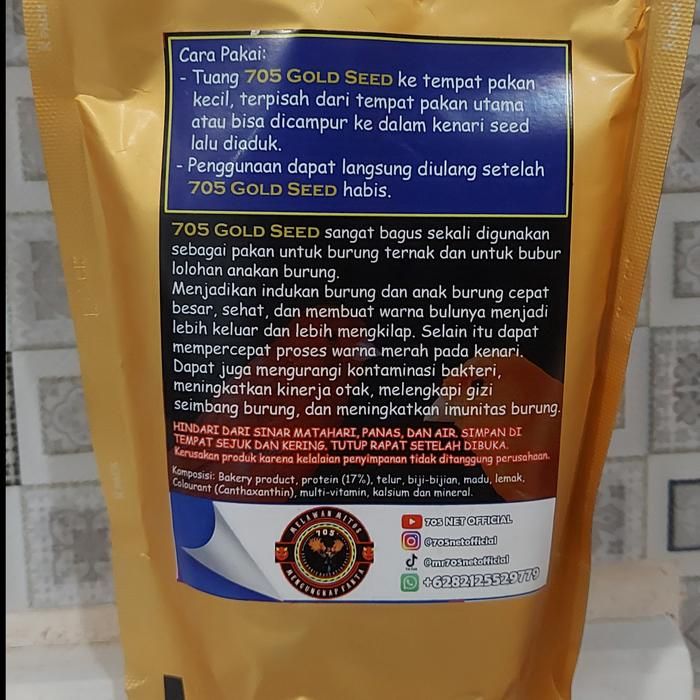 Cara Pakai:
- Tuang 705 GOLD SEED ke tempat pakan
kecil, terpisah dari tempat pakan utama
atau bisa dicampur ke dalam kenari seed
lalu diaduk.
- Penggunaan dapat langsung diulang setelah
705 GOLD SEED habis.
705 GOLD SEED sangat bagus sekali digunakan
sebagai pakan untuk burung ternak dan untuk bubur
lolohan anakan burung.
Menjadikan indukan burung dan anak burung cepat
besar, sehat, dan membuat warna bulunya menjadi
lebih keluar dan lebih mengkilap. Selain itu dapat
mempercepat proses warna merah pada kenari.
Dapat juga mengurangi kontaminasi bakteri,
meningkatkan kinerja otak, melengkapi gizi
seimbang burung, dan meningkatkan imunitas burung.
HINDARI DARI SINAR MATAHARI, PANAS, DAN AIR. SIMPAN DI
TEMPAT SEJUK DAN KERING. TUTUP RAPAT SETELAH DIBUKA.
Kerusakan produk karena kelalaian penyimpanan tidak ditanggung perusahaan.
Komposisi: Bakery product, protein (17%), telur, biji-bijian, madu, lemak,
Colourant (Canthaxanthin), multi-vitamin, kalsium dan mineral.
MELAWAN MITOS
705
MENGUNGKAP FAKTA
705 NET OFFICIAL
@705netofficial
@mr705netofficial
+6282125529779